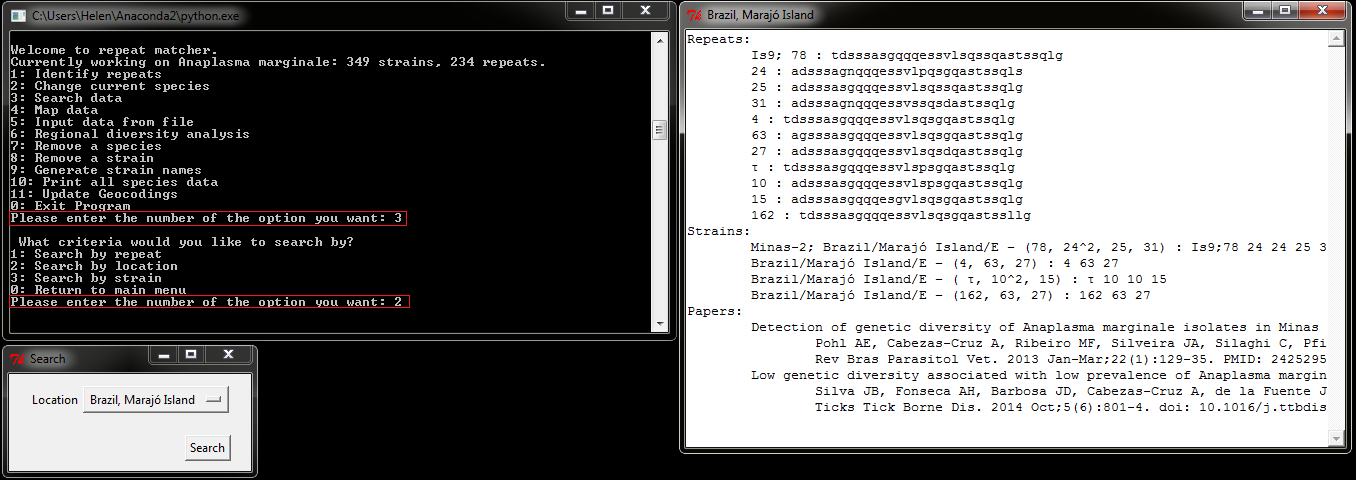 C:\Users\Helen\Anaconda2\python.exe
Welcome to repeat matcher.
Currently working on Anaplasma marginale: 349 strains, 234 repeats.
1: Identify repeats
2: Change current species
3: Search data
4: Map data
5: Input data from file
6: Regional diversity analysis
7: Remove a species
8: Remove a strain
9: Generate strain names
10: Print all species data
11: Update Geocodings
0: Exit Program
Please enter the number of the option you want: 3
What criteria would you like to search by?
1: Search by repeat
2: Search by location
3: Search by strain
0: Return to main menu
Please enter the number of the option you want: 2
Search
Location Brazil, Marajó Island
Search
Brazil, Marajó Island
Repeats:
Is9; 78 : tdsssasgqqqessvlsqssqastssqlg
24 : adsssagnqqqessvlpqsgqastssqls
25 : adsssasgqqqessvlsqssqastssqlg
31 : adsssagnqqqessvssqsdastssqlg
4 : tdsssasgqqqessvlsqsgqastssqlg
63 : agsssasgqqqessvlsqsgqastssqlg
27 : adsssasgqqqessvlsqsdqastssqlg
τ : tdsssasgqqqessvlspsgqastssqlg
10 : adsssasgqqqessvlspsgqastssqlg
15 : adsssasgqqqesgvlsqsgqastssqlg
162 : tdsssasgqqqessvlsqsgqastssllg
Strains:
Minas-2; Brazil/Marajó Island/E - (78, 24^2, 25, 31) : Is9;78 24 24 25 3
Brazil/Marajó Island/E - (4, 63, 27) : 4 63 27
Brazil/Marajó Island/E - ( τ, 10^2, 15) : τ 10 10 15
Brazil/Marajó Island/E - (162, 63, 27) : 162 63 27
Papers:
Detection of genetic diversity of Anaplasma marginale isolates in Minas
Pohl AE, Cabezas-Cruz A, Ribeiro MF, Silveira JA, Silaghi C, Pfi
Rev Bras Parasitol Vet. 2013 Jan-Mar;22(1):129-35. PMID: 2425295
Low genetic diversity associated with low prevalence of Anaplasma margin
Silva JB, Fonseca AH, Barbosa JD, Cabezas-Cruz A, de la Fuente J
Ticks Tick Borne Dis. 2014 Oct;5(6):801-4. doi: 10.1016/j.ttbdis